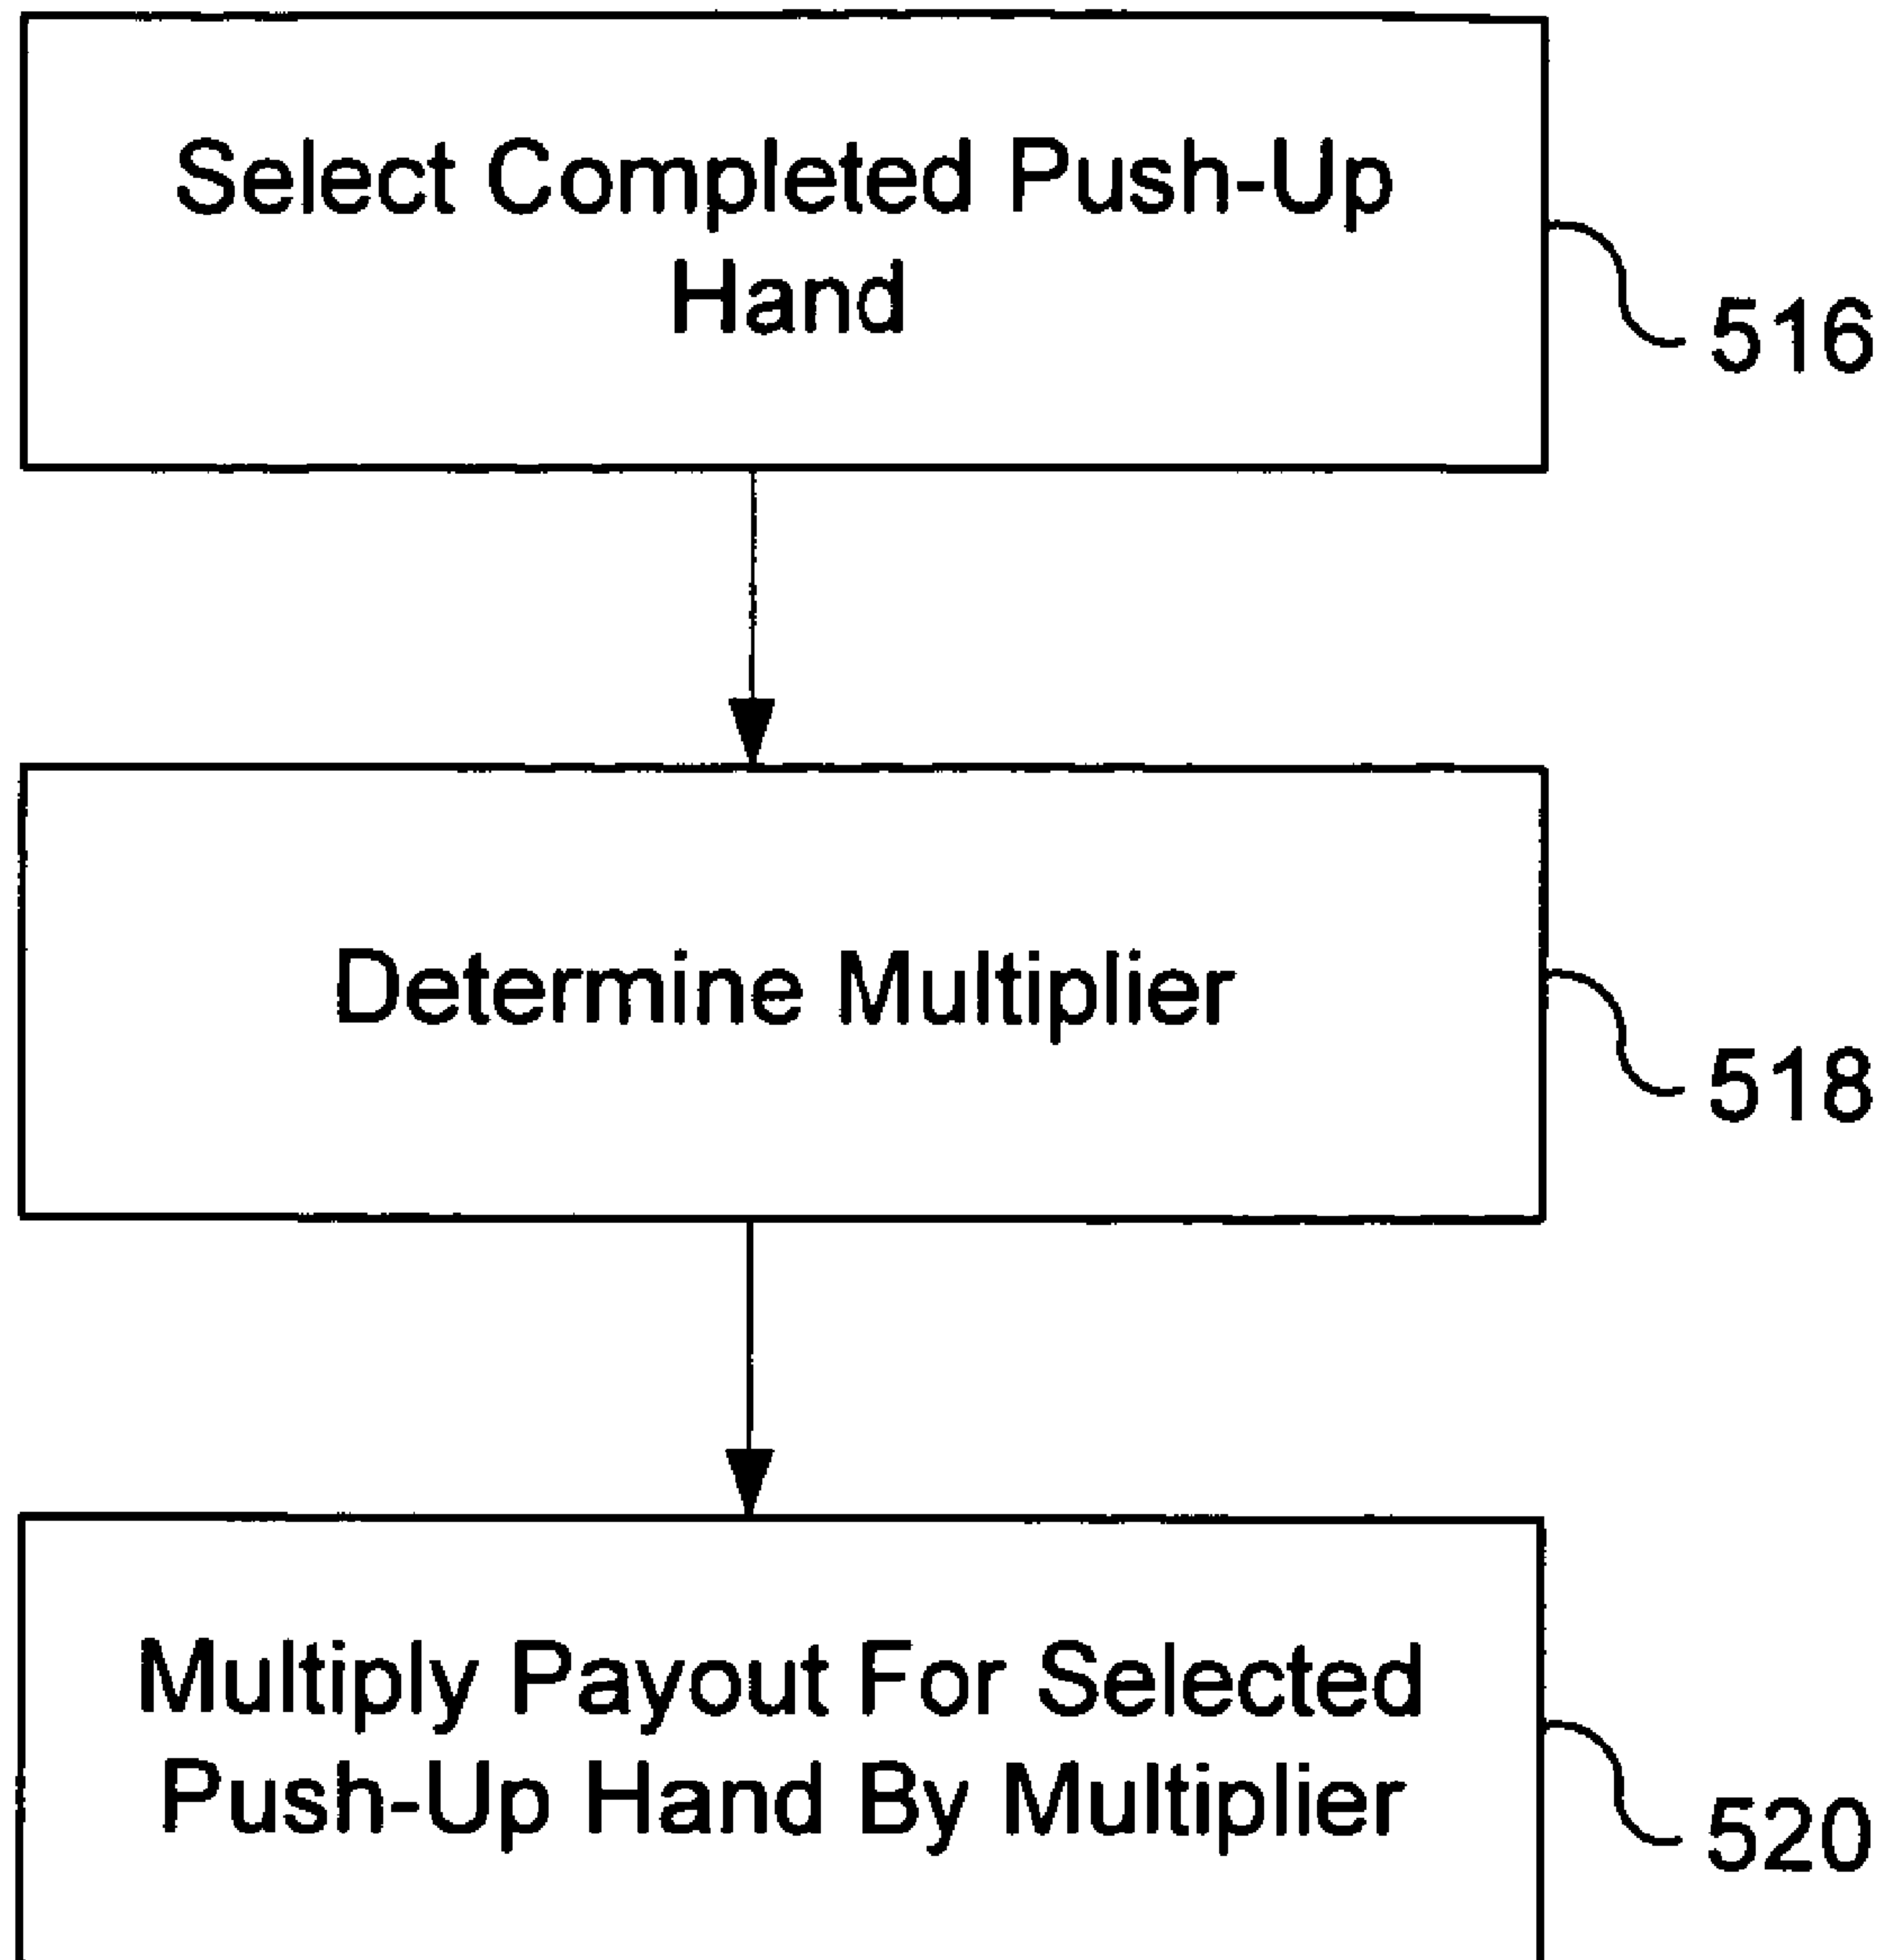 Select Completed Push-Up
Hand
516
Determine Multiplier
518
Multiply Payout For Selected
Push-Up Hand By Multiplier
520